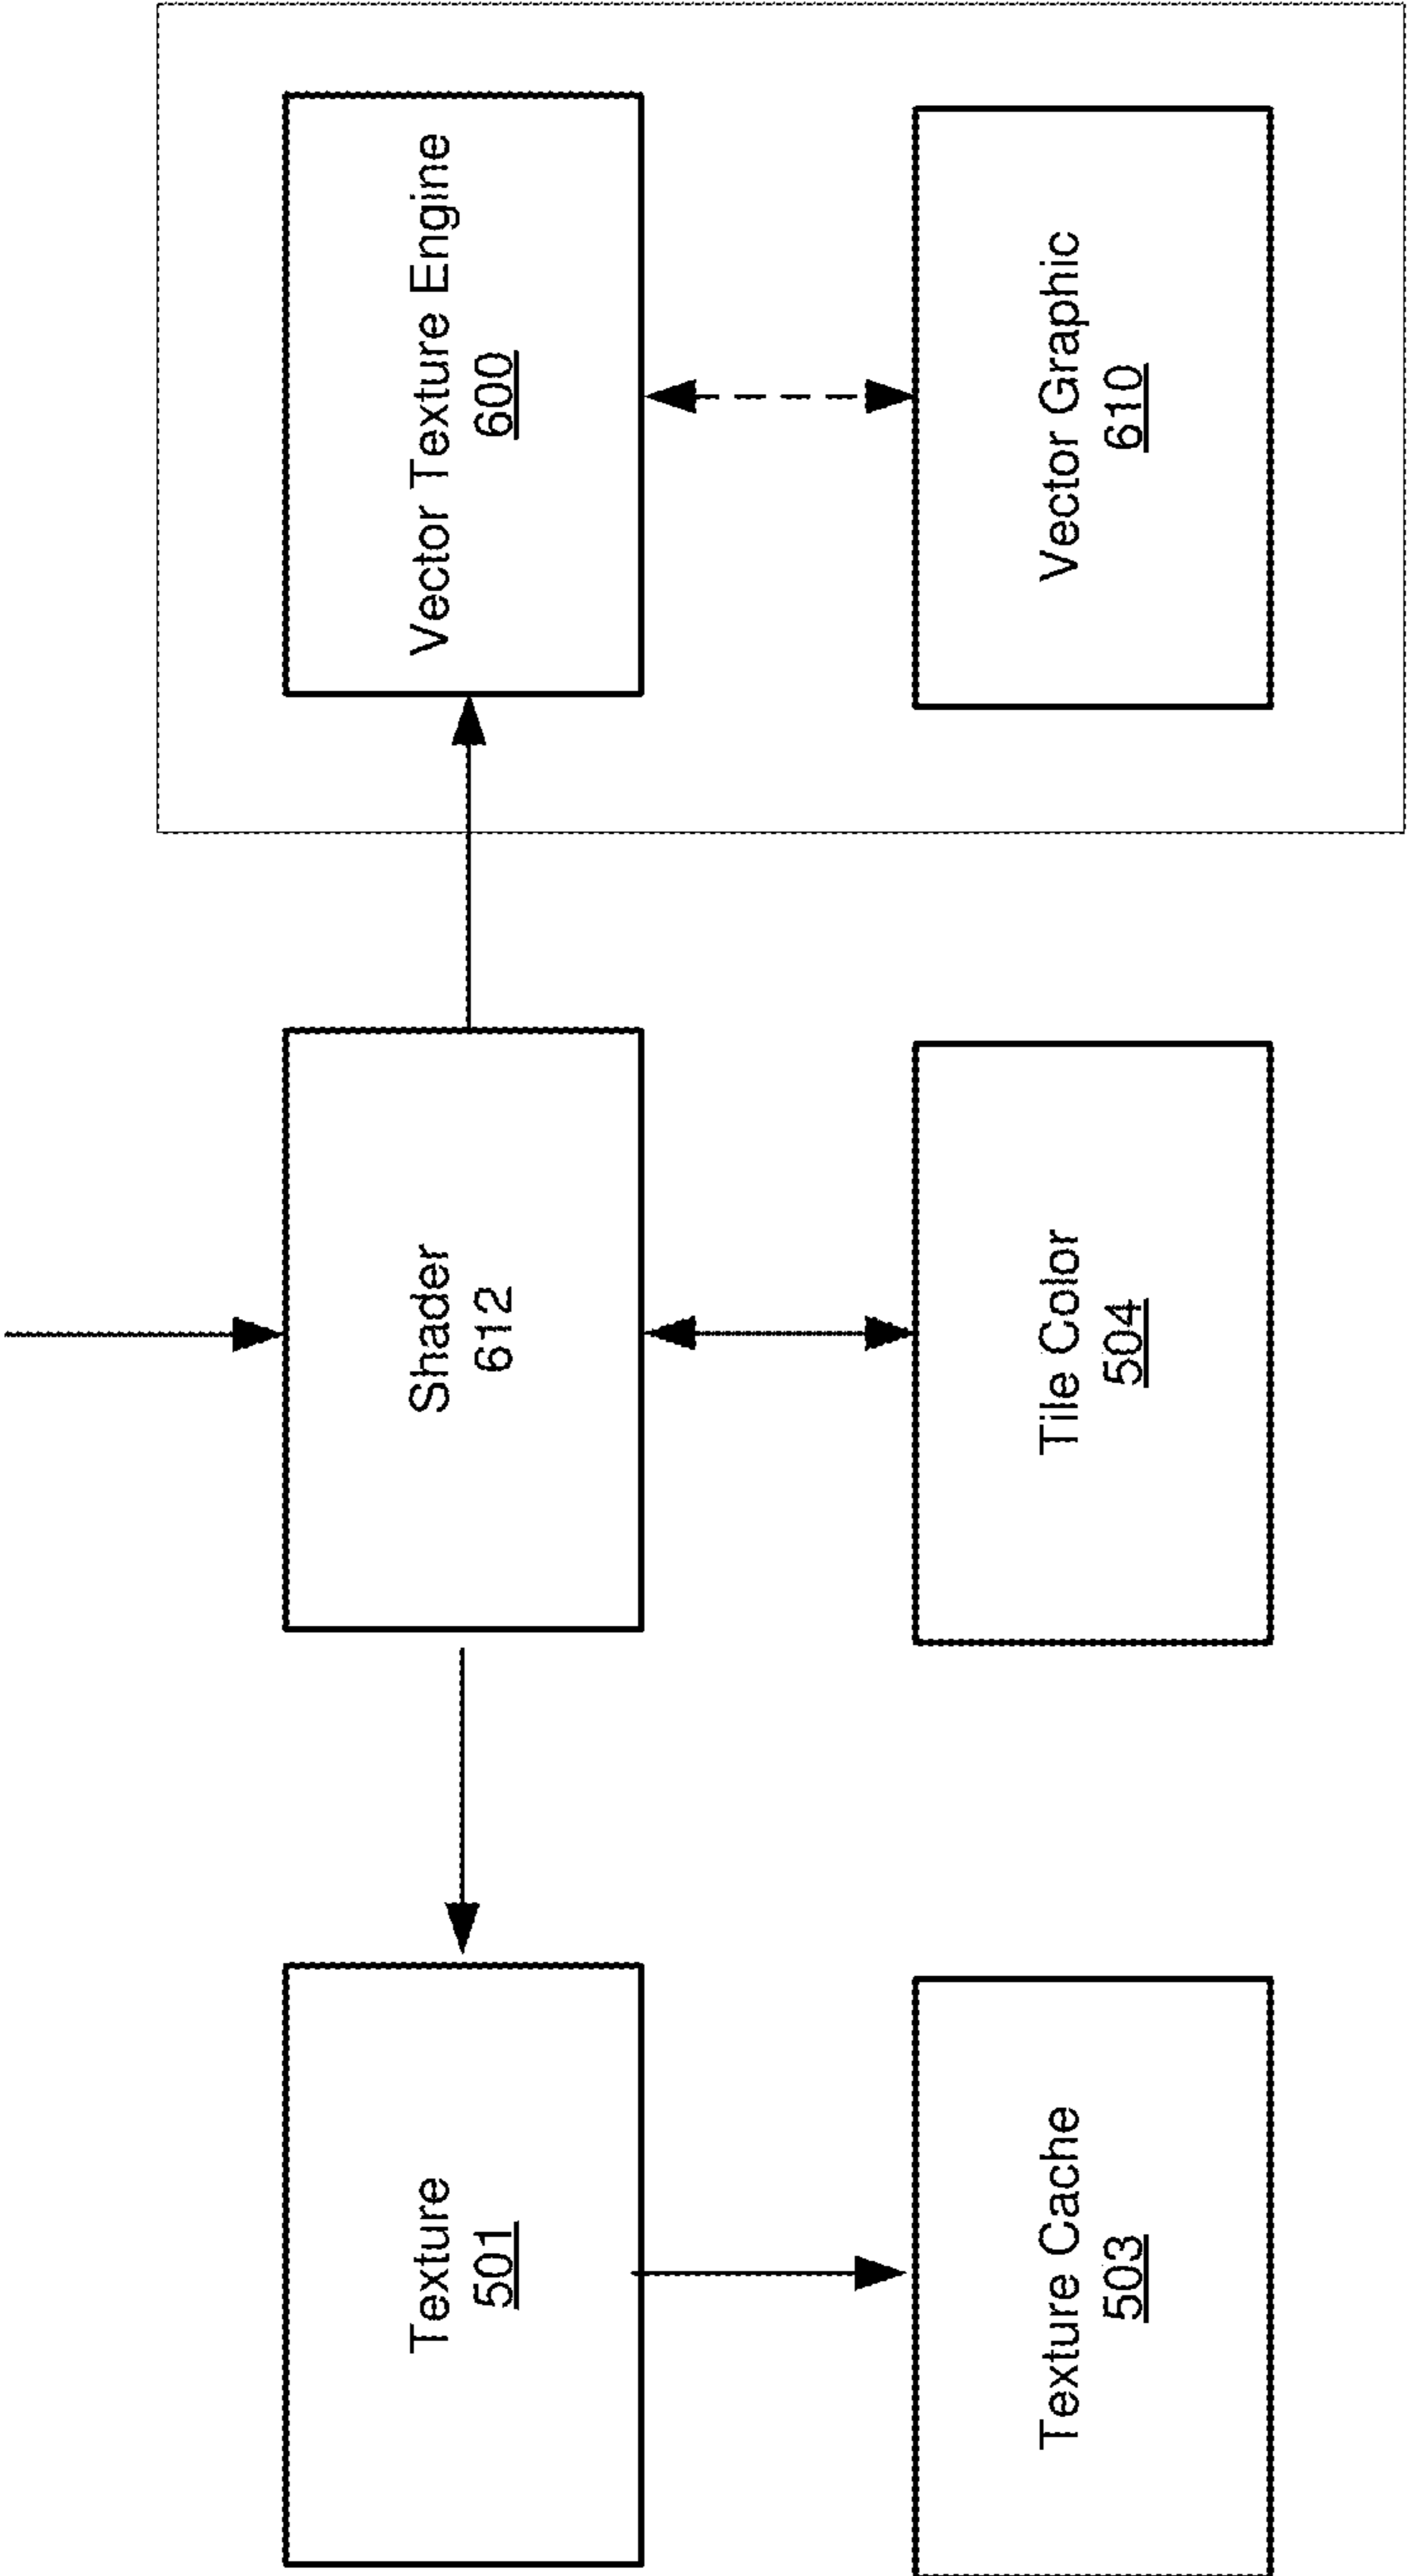 Texture
501
Shader
612
Vector Texture Engine
600
Texture Cache
503
Tile Color
504
Vector Graphic
610